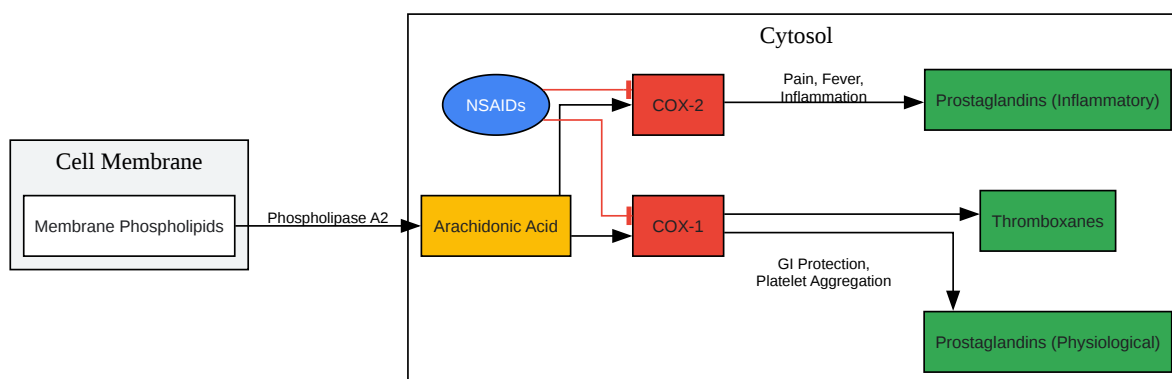 Cytosol
Pain, Fever,
Inflammation
NSAIDs
COX-2
Prostaglandins (Inflammatory)
Cell Membrane
Membrane Phospholipids
Phospholipase A2
Arachidonic Acid
COX-1
Thromboxanes
GI Protection,
Platelet Aggregation
Prostaglandins (Physiological)